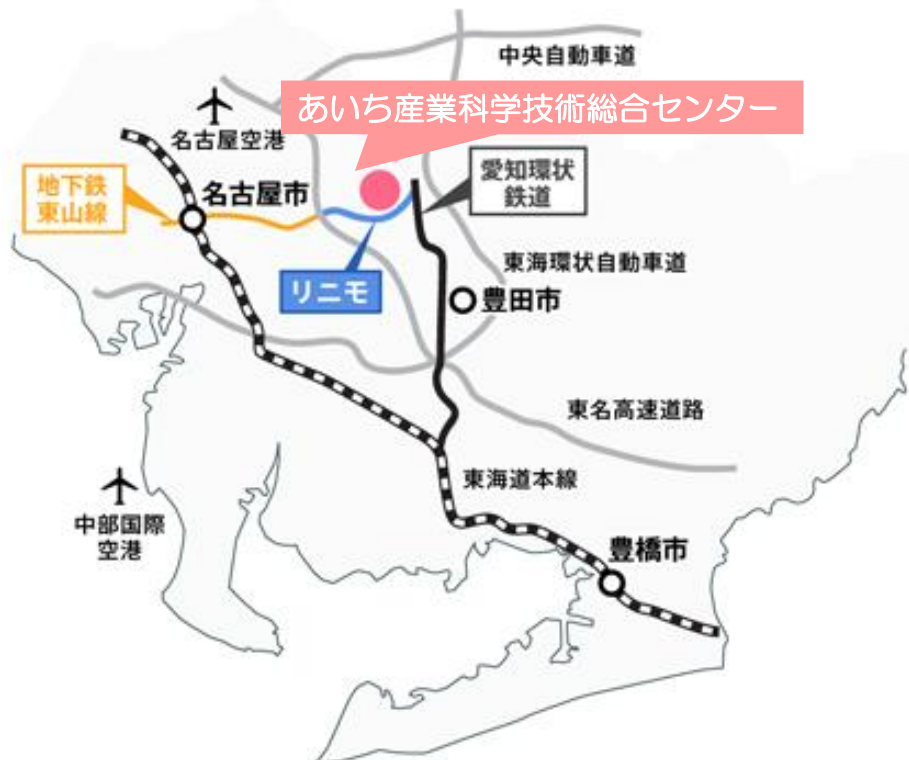 中央自動車道
あいち産業科学技術総合センター
名古屋空港
地下鉄
東山線
名古屋市
愛知環状
鉄道
リニモ
東海環状自動車道
豊田市
東名高速道路
東海道本線
中部国際
空港
豊橋市